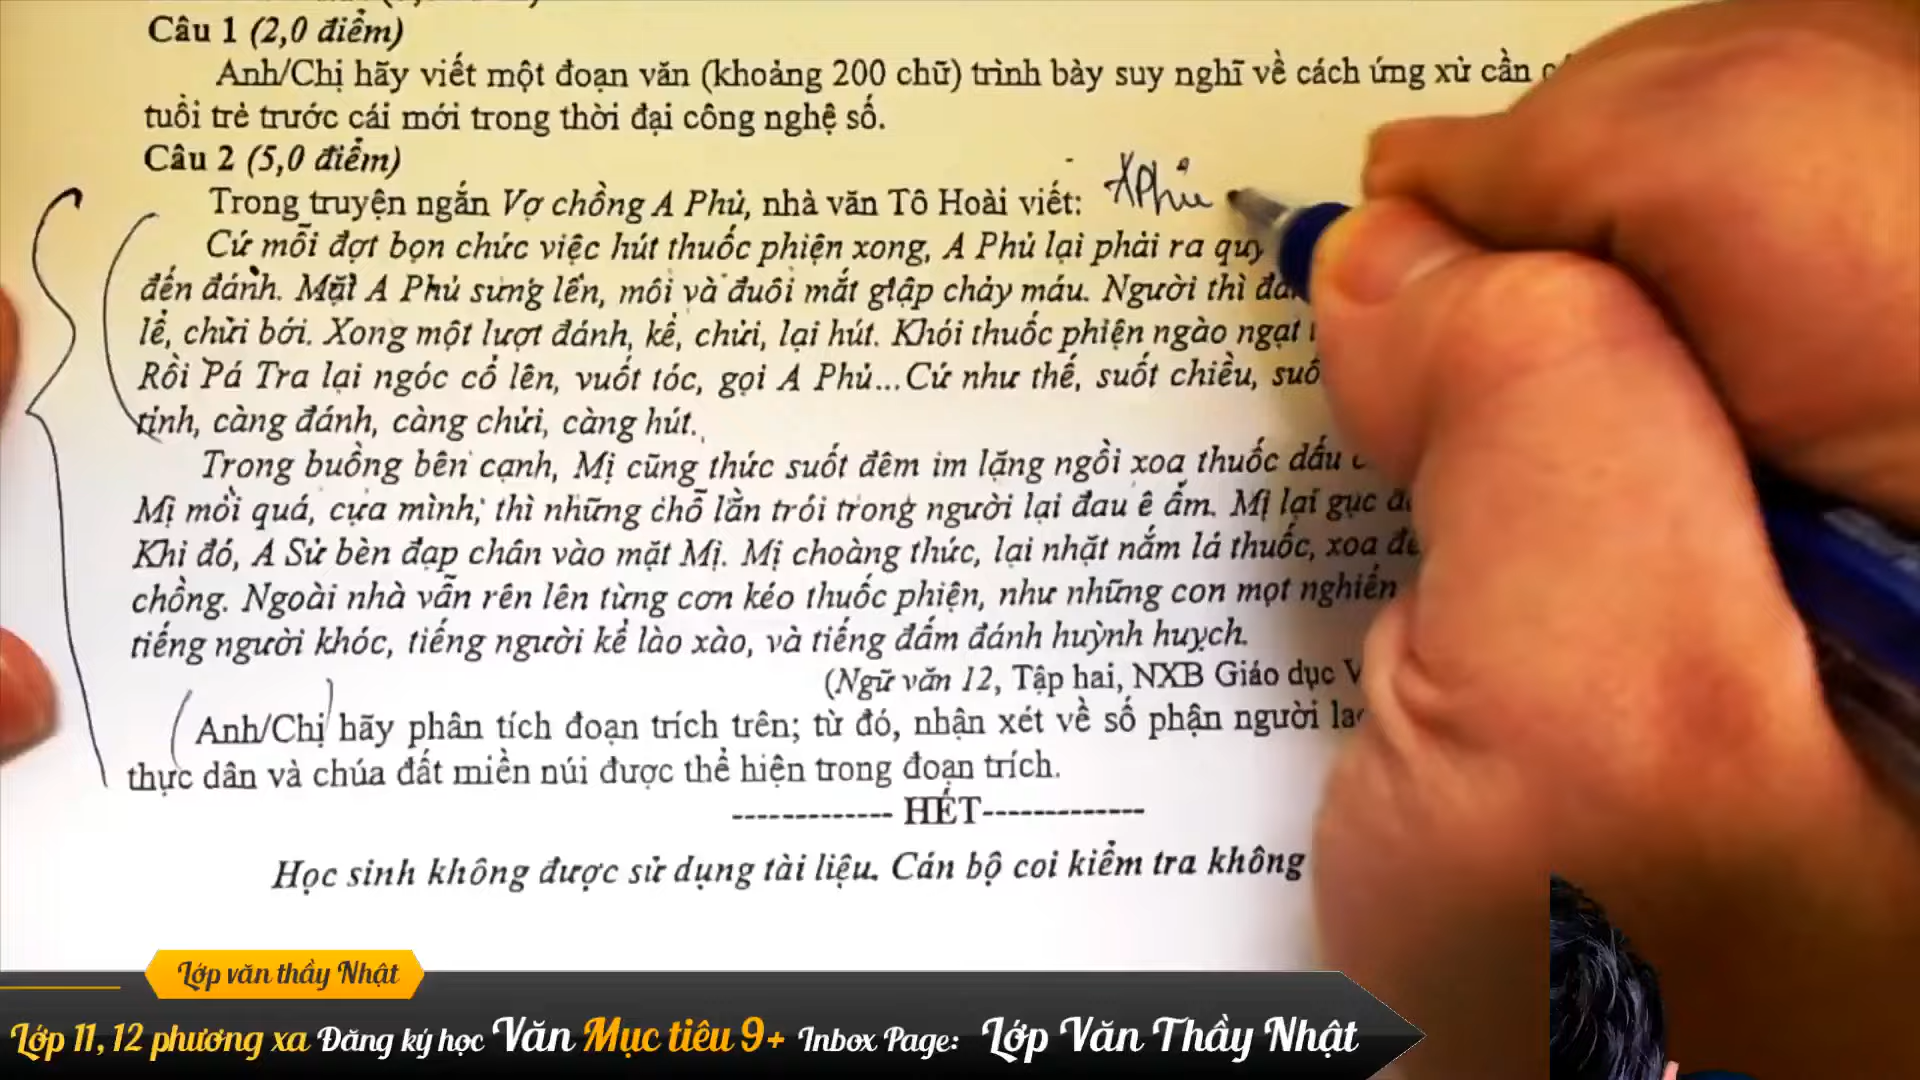 Câu 1 (2,0 điểm)
Anh/Chị hãy viết một đoạn văn (khoảng 200 chữ) trình bày suy nghĩ về cách ứng xử cần
tuổi trẻ trước cái mới trong thời đại công nghệ số.
Câu 2 (5,0 điểm)
Trong truyện ngắn Vợ chồng A Phủ, nhà văn Tô Hoài viết: APhủ
Cứ mỗi đợt bọn chức việc hút thuốc phiện xong, A Phủ lại phải ra quỳ
đến đánh. Mặt A Phủ sưng lên, môi và đuôi mắt giập chảy máu. Người thì
lể, chửi bới. Xong một lượt đánh, kể, chửi, lại hút. Khói thuốc phiện ngào ngạt
Rồi Pá Tra lại ngóc cổ lên, vuốt tóc, gọi A Phủ...Cứ như thế, suốt chiều,
tỉnh, càng đánh, càng chửi, càng hút.
Trong buồng bên cạnh, Mị cũng thức suốt đêm im lặng ngồi xoa thuốc dấu
Mị mỏi quá, cựa mình, thì những chỗ lằn trói trong người lại đau ê ẩm. Mị lại gục
Khi đó, A Sử bèn đạp chân vào mặt Mị. Mị choàng thức, lại nhặt nắm lá thuốc, xoa
chồng. Ngoài nhà vẫn rên lên từng cơn kéo thuốc phiện, như những con mọt nghiến
tiếng người khóc, tiếng người kể lào xào, và tiếng đấm đánh huỳnh huỵch.
(Ngữ văn 12, Tập hai, NXB Giáo dục V
Anh/Chị hãy phân tích đoạn trích trên; từ đó, nhận xét về số phận người
thực dân và chúa đất miền núi được thể hiện trong đoạn trích.
------------- HẾT-------------
Học sinh không được sử dụng tài liệu. Cán bộ coi kiểm tra không
Lớp văn thầy Nhật
Lớp 11, 12 phương xa Đăng ký học Văn Mục tiêu 9+ Inbox Page: Lớp Văn Thầy Nhật